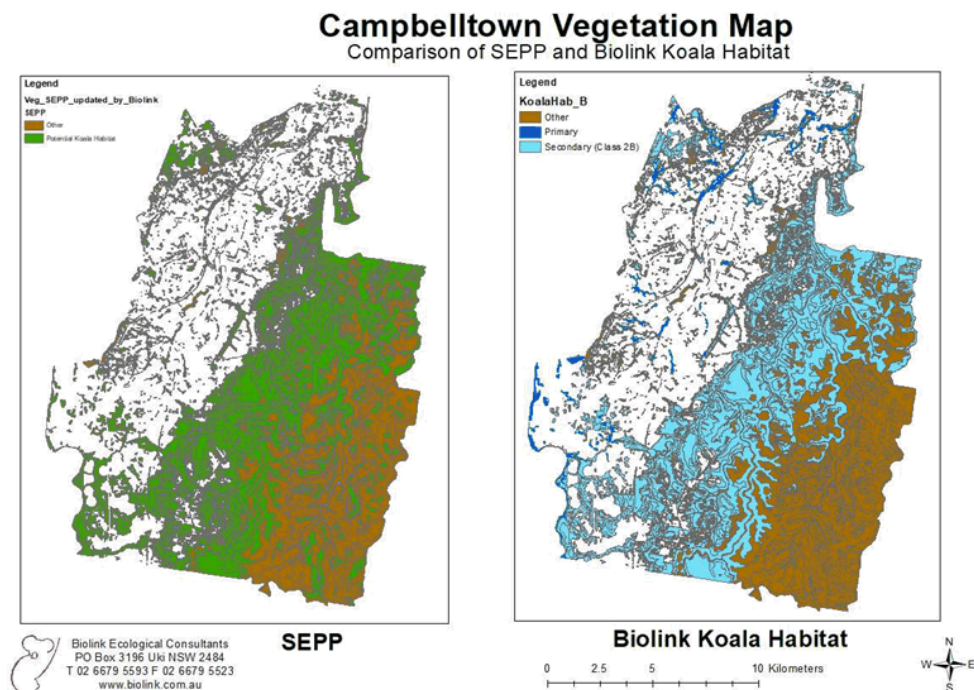 Campbelltown Vegetation Map
Comparison of SEPP and Biolink Koala Habitat
Legend
Veg_SEPP_updated_by_Biolink
SEPP
Other
Potential Koala Habitat
Legend
KoalaHab_B
Other
Primary
Secondary (Class 2B)
SEPP
Biolink Koala Habitat
Biolink Ecological Consultants
PO Box 3196 Uki NSW 2484
T 02 6679 5593 F 02 6679 5523
www.biolink.com.au
0 2.5 5 10 Kilometers
N
W E
S